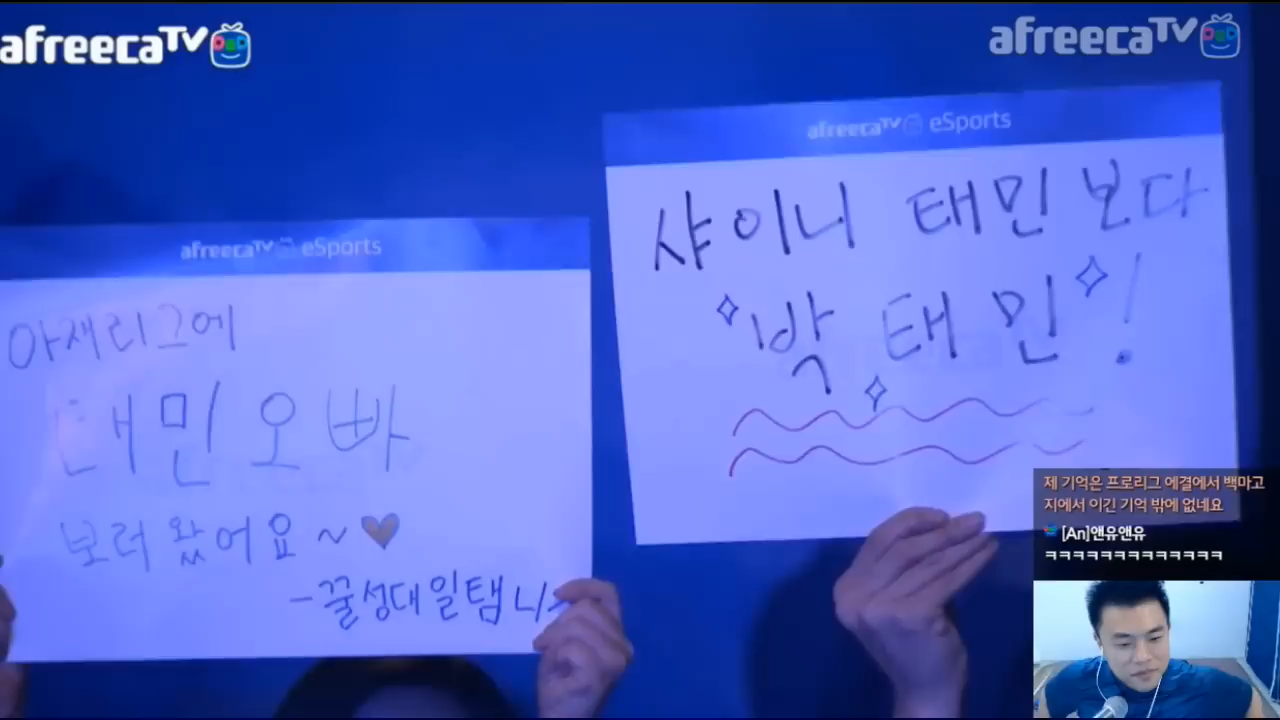 afreecaTV
afreecaTV
afreecaTV eSports
샤이니 태민보다
박태민!
afreecaTV eSports
아재리그에
태민오빠
보러 왔어요~
-꿀성대일탬니
제 기억은 프로리그 에결에서 백마고
지에서 이긴 기억 밖에 없네요
[An]앤유앤유
ㅋㅋㅋㅋㅋㅋㅋㅋㅋㅋㅋㅋㅋ